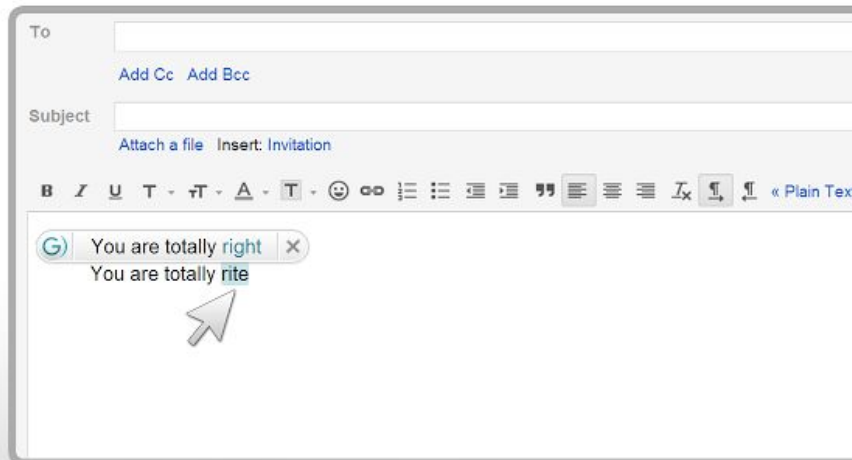 To
Add Cc Add Bcc
Subject
Attach a file Insert: Invitation
B I U T T A T « Plain Tex
G You are totally right
You are totally rite